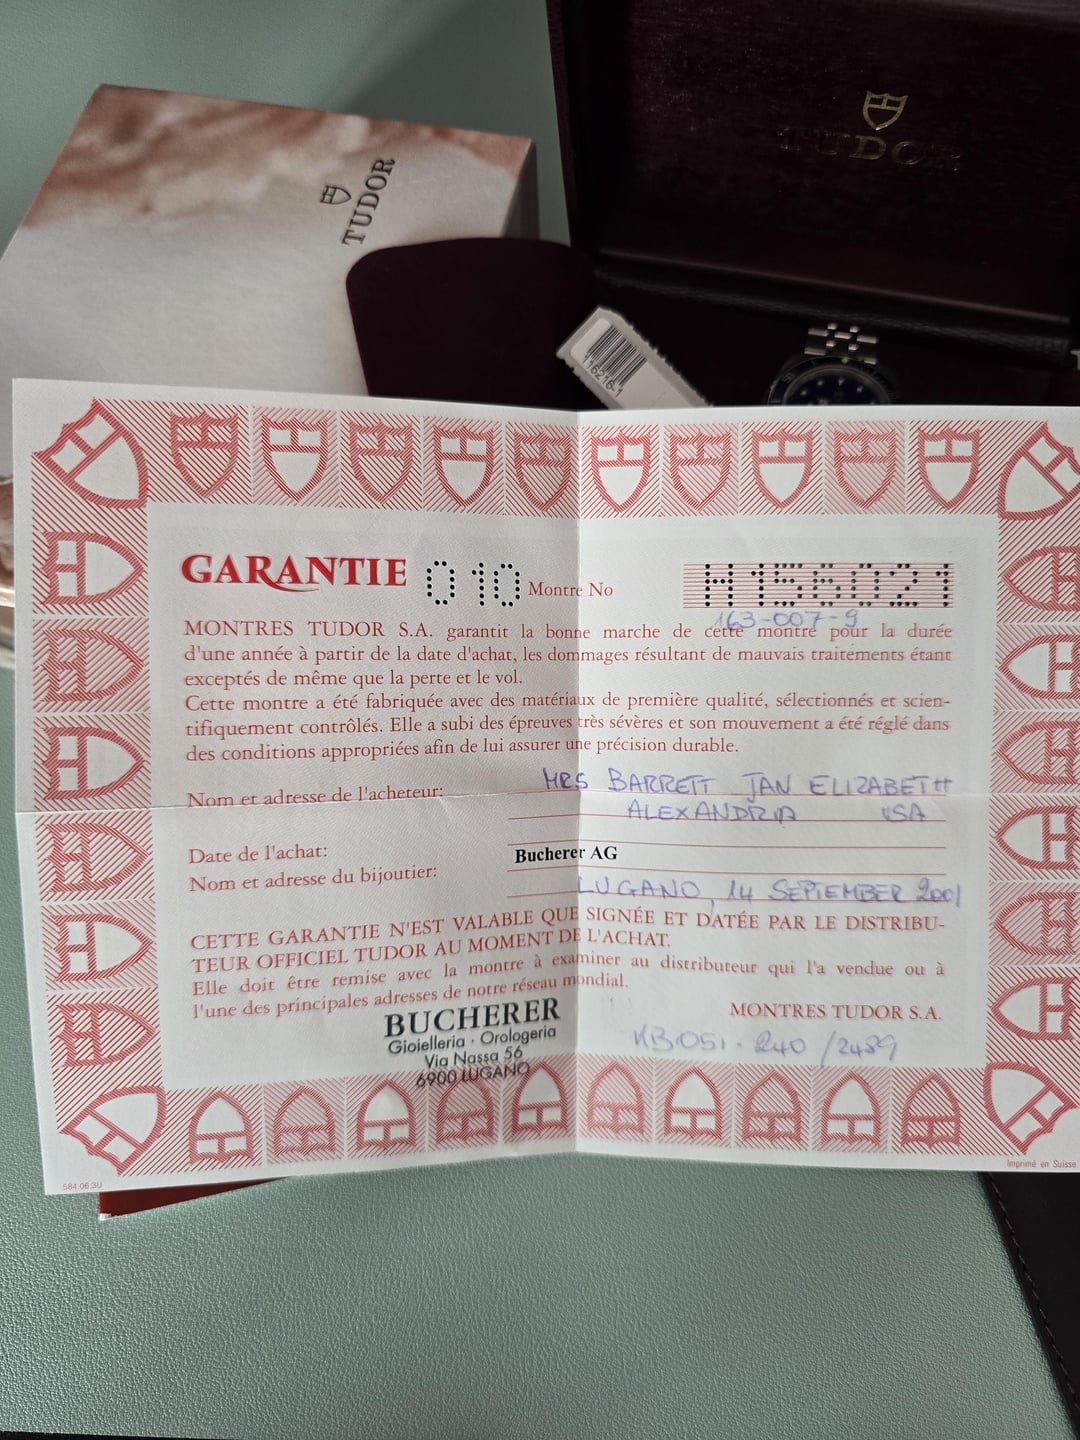 TUDOR
TUDOR
116216-1
GARANTIE 010 Montre No H156021
163-007-9
MONTRES TUDOR S.A. garantit la bonne marche de cette montre pour la durée
d'une année à partir de la date d'achat, les dommages résultant de mauvais traitements étant
exceptés de même que la perte et le vol.
Cette montre a été fabriquée avec des matériaux de première qualité, sélectionnés et scien-
tifiquement contrôlés. Elle a subi des épreuves très sévères et son mouvement a été réglé dans
des conditions appropriées afin de lui assurer une précision durable.
Nom et adresse de l'acheteur: MRS BARRETT JAN ELIZABETH
ALEXANDRIA USA
Date de l'achat:
Bucherer AG
Nom et adresse du bijoutier:
LUGANO, 14 SEPTEMBER 2001
CETTE GARANTIE N'EST VALABLE QUE SIGNÉE ET DATÉE PAR LE DISTRIBU-
TEUR OFFICIEL TUDOR AU MOMENT DE L'ACHAT.
Elle doit être remise avec la montre à examiner au distributeur qui l'a vendue ou à
l'une des principales adresses de notre réseau mondial.
MONTRES TUDOR S.A.
BUCHERER
Gioielleria · Orologeria
Via Nassa 56
6900 LUGANO
584.06.3U
Imprimé en Suisse